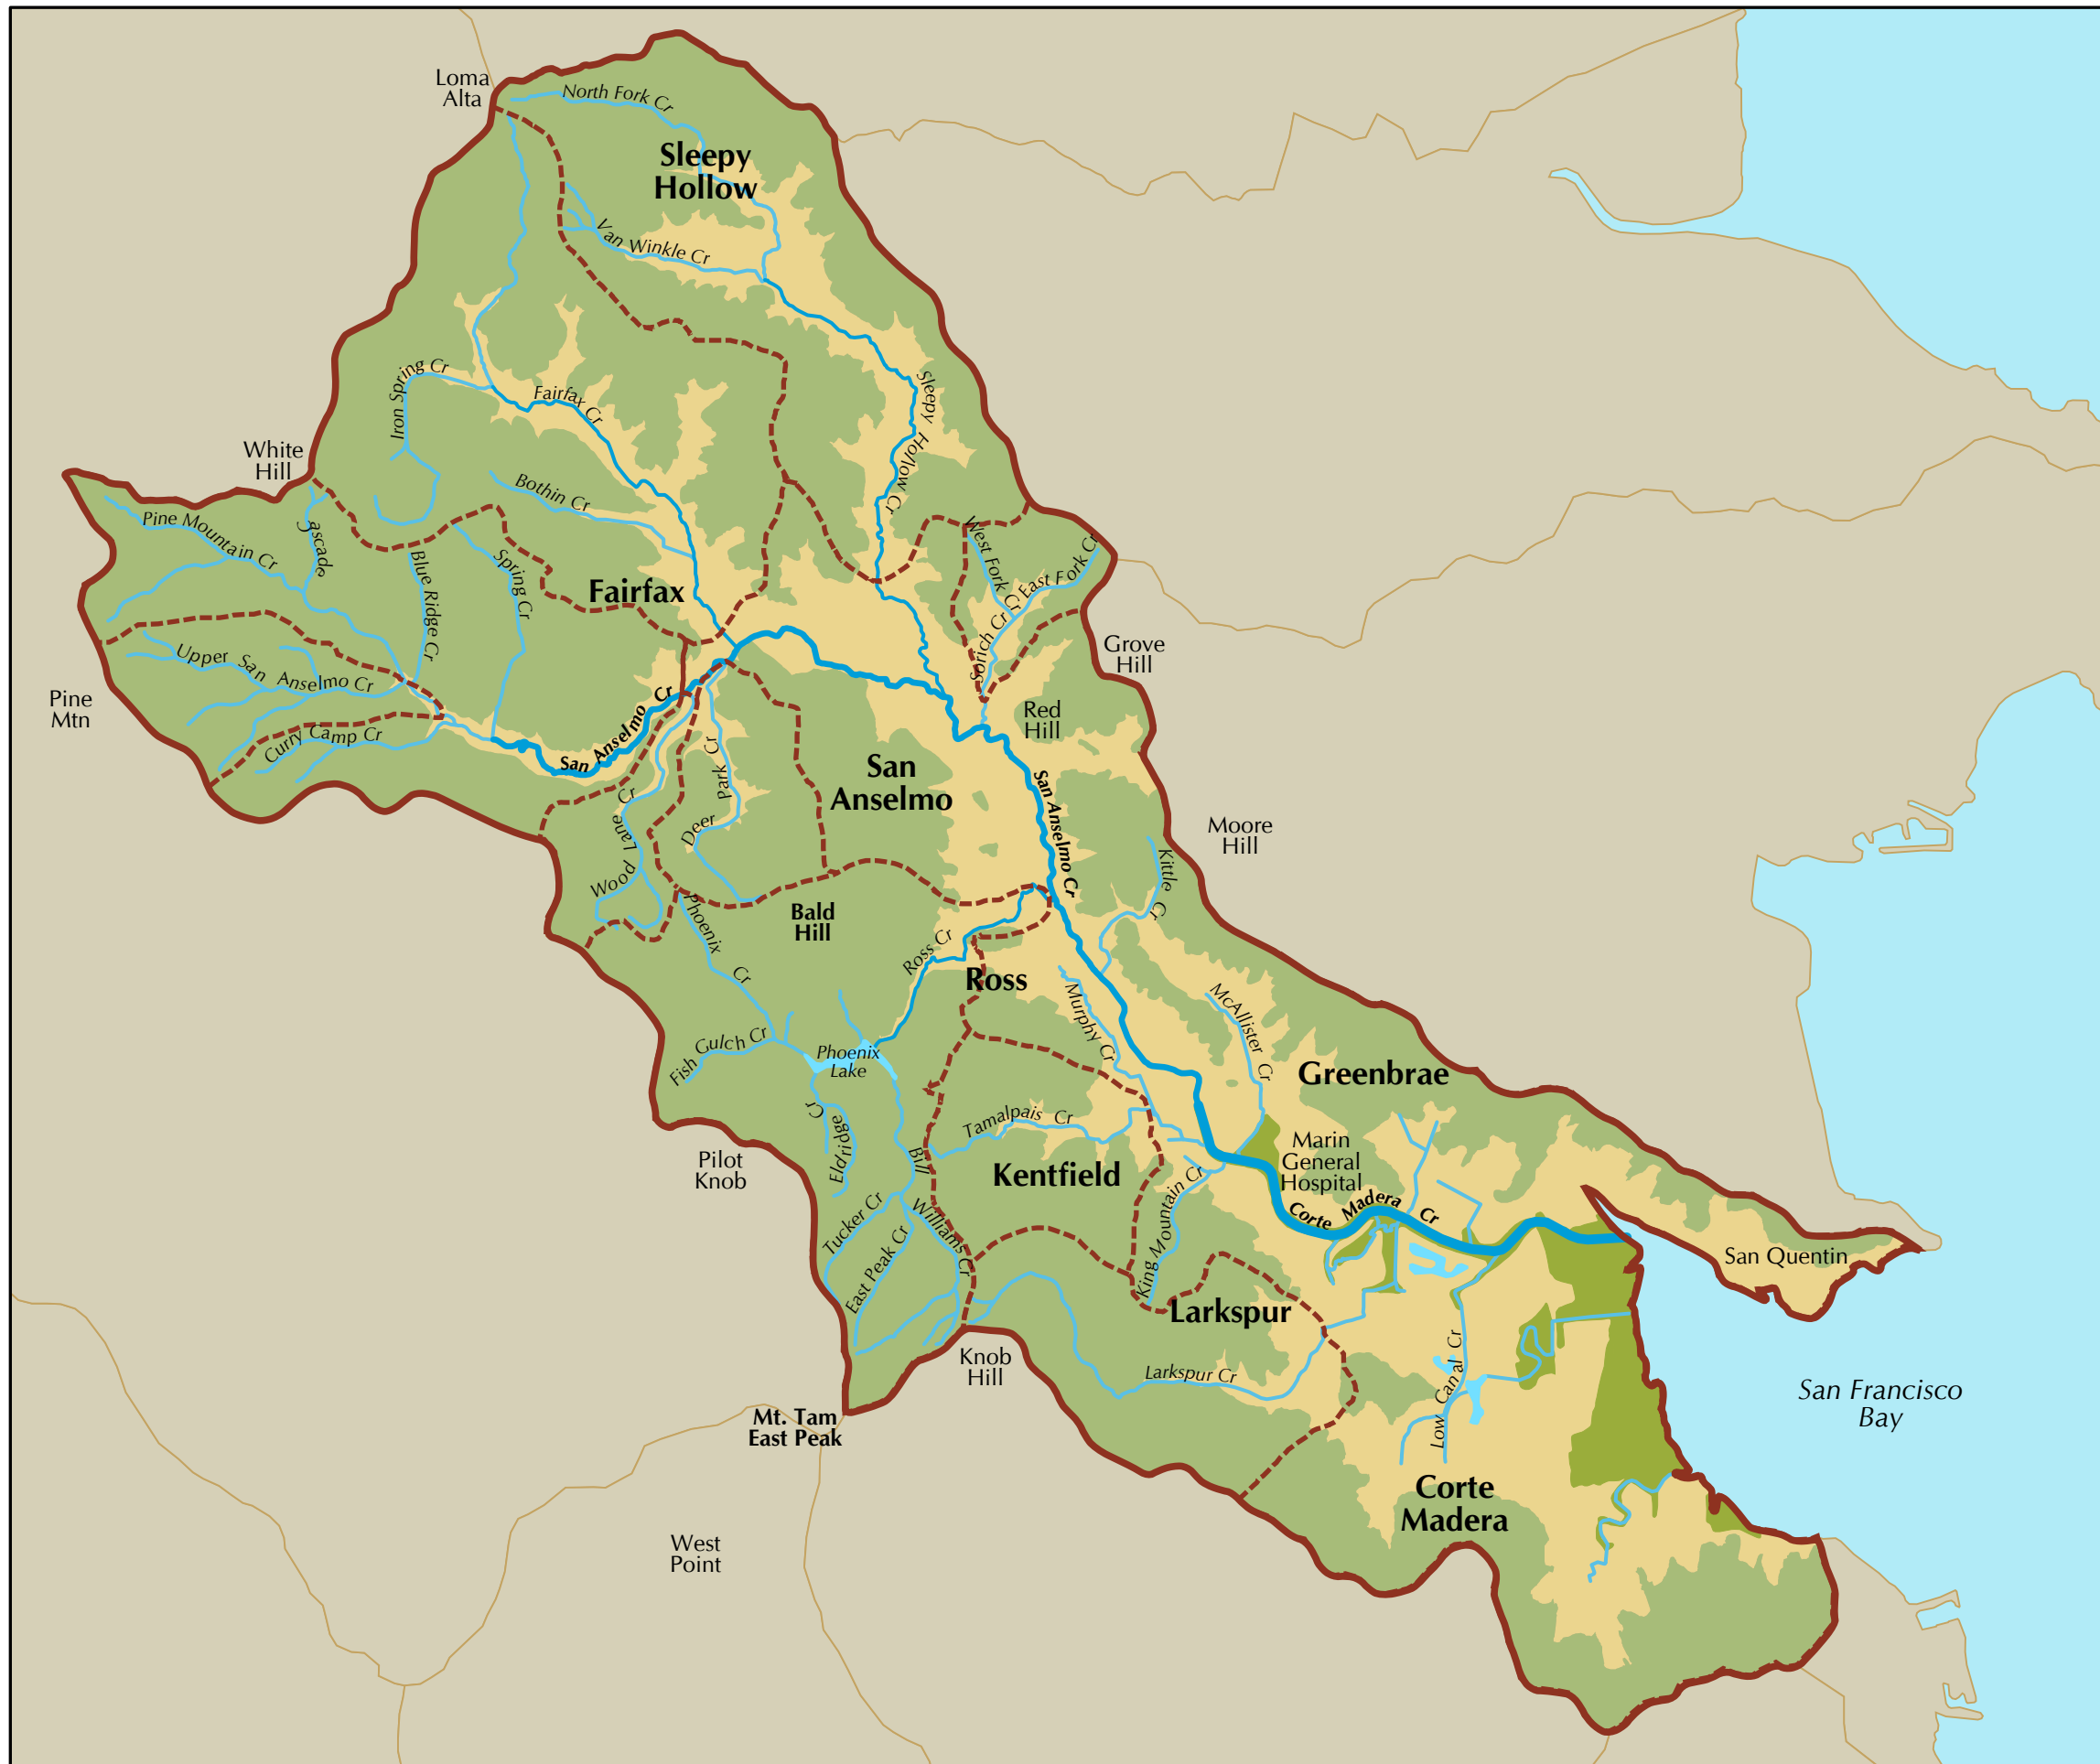 Loma
Alta
North Fork Cr
Sleepy
Hollow
Van Winkle Cr
Iron Spring Cr
Fairfax Cr
Sleepy Hollow Cr
White
Hill
Bothin Cr
Pine Mountain Cr
Cascade
Blue Ridge Cr
Spring Cr
West Fork Cr
East Fork Cr
Fairfax
Sorich Cr
Grove
Hill
Upper San Anselmo Cr
Pine
Mtn
San Anselmo Cr
Red
Hill
Curry Camp Cr
San
Anselmo
San Anselmo Cr
Deer Park Cr
Wood Lane Cr
Moore
Hill
Kittle Cr
Bald
Hill
Phoenix Cr
Ross Cr
Ross
Murphy Cr
McAllister Cr
Fish Gulch Cr
Phoenix
Lake
Greenbrae
Eldridge Cr
Tamalpais Cr
Bill Williams Cr
Pilot
Knob
Kentfield
Marin
General
Hospital
Tucker Cr
East Peak Cr
King Mountain Cr
Corte Madera Cr
San Quentin
Larkspur
Knob
Hill
Larkspur Cr
Low Canal Cr
San Francisco
Bay
Mt. Tam
East Peak
Corte
Madera
West
Point